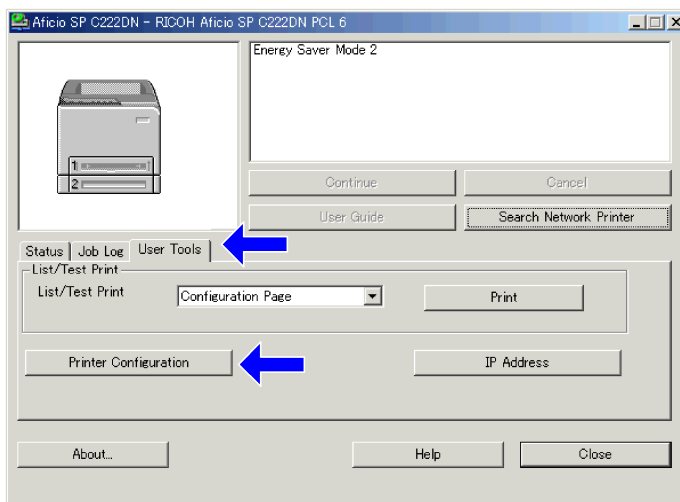 Aficio SP C222DN - RICOH Aficio SP C222DN PCL 6
Energy Saver Mode 2
1
2
Continue
Cancel
User Guide
Search Network Printer
Status
Job Log
User Tools
List/Test Print
List/Test Print
Configuration Page
Print
Printer Configuration
IP Address
About...
Help
Close